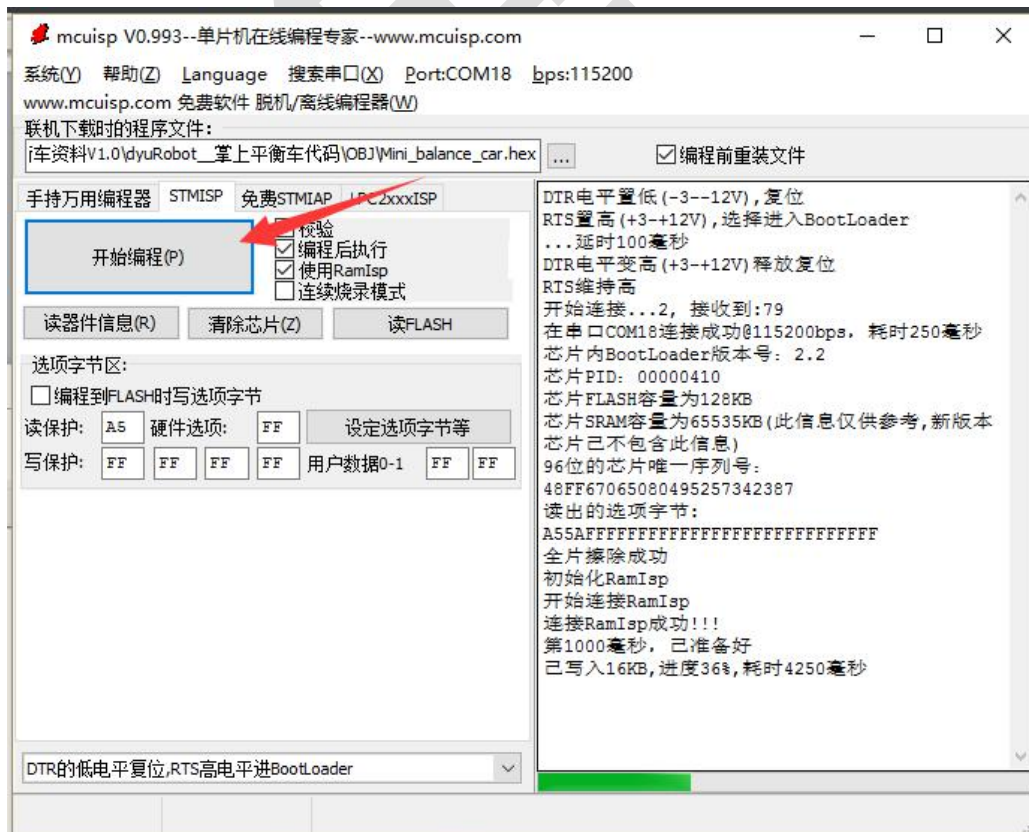 mcuisp V0.993--单片机在线编程专家--www.mcuisp.com
系统(Y) 帮助(Z) Language 搜索串口(X) Port:COM18 bps:115200
www.mcuisp.com 免费软件 脱机/离线编程器(W)
联机下载时的程序文件:
车资料V1.0\dyuRobot__掌上平衡车代码\OBJ\Mini_balance_car.hex ... 编程前重装文件
手持万用编程器 STMISP 免费STMIAP LPC2xxxISP
校验
开始编程(P)
编程后执行
使用RamIsp
连续烧录模式
读器件信息(R) 清除芯片(Z) 读FLASH
选项字节区:
编程到FLASH时写选项字节
读保护: A5 硬件选项: FF 设定选项字节等
写保护: FF FF FF FF 用户数据0-1 FF FF
DTR的低电平复位,RTS高电平进BootLoader
DTR电平置低(-3--12V),复位
RTS置高(+3-+12V),选择进入BootLoader
...延时100毫秒
DTR电平变高(+3-+12V)释放复位
RTS维持高
开始连接...2, 接收到:79
在串口COM18连接成功@115200bps, 耗时250毫秒
芯片内BootLoader版本号: 2.2
芯片PID: 00000410
芯片FLASH容量为128KB
芯片SRAM容量为65535KB(此信息仅供参考,新版本
芯片已不包含此信息)
96位的芯片唯一序列号:
48FF67065080495257342387
读出的选项字节:
A55AFFFFFFFFFFFFFFFFFFFFFFFFFFFF
全片擦除成功
初始化RamIsp
开始连接RamIsp
连接RamIsp成功!!!
第1000毫秒, 已准备好
已写入16KB,进度36%,耗时4250毫秒